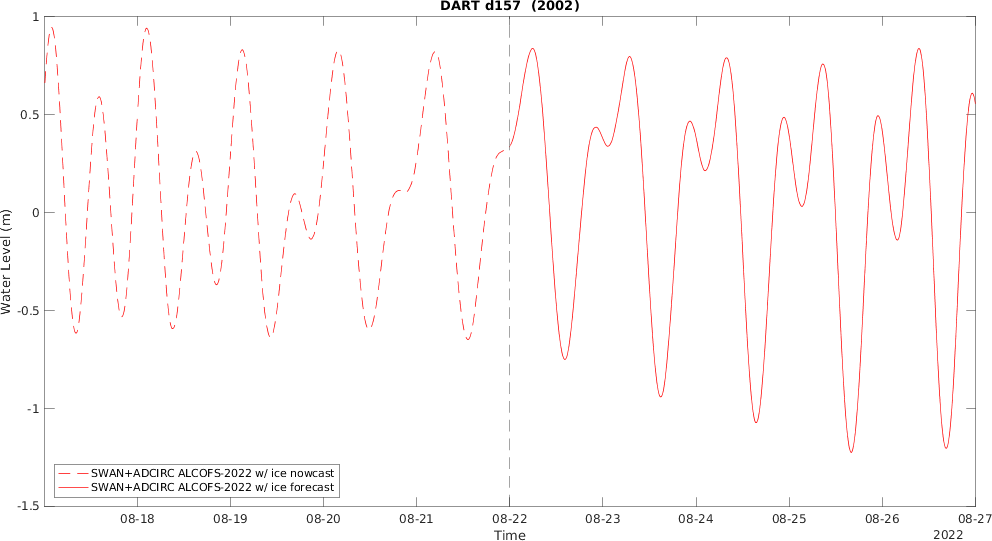 DART d157 (2002)
1
0.5
0
-0.5
-1
-1.5
Water Level (m)
SWAN+ADCIRC ALCOFS-2022 w/ ice nowcast
SWAN+ADCIRC ALCOFS-2022 w/ ice forecast
08-18 08-19 08-20 08-21 08-22 08-23 08-24 08-25 08-26 08-27
Time
2022